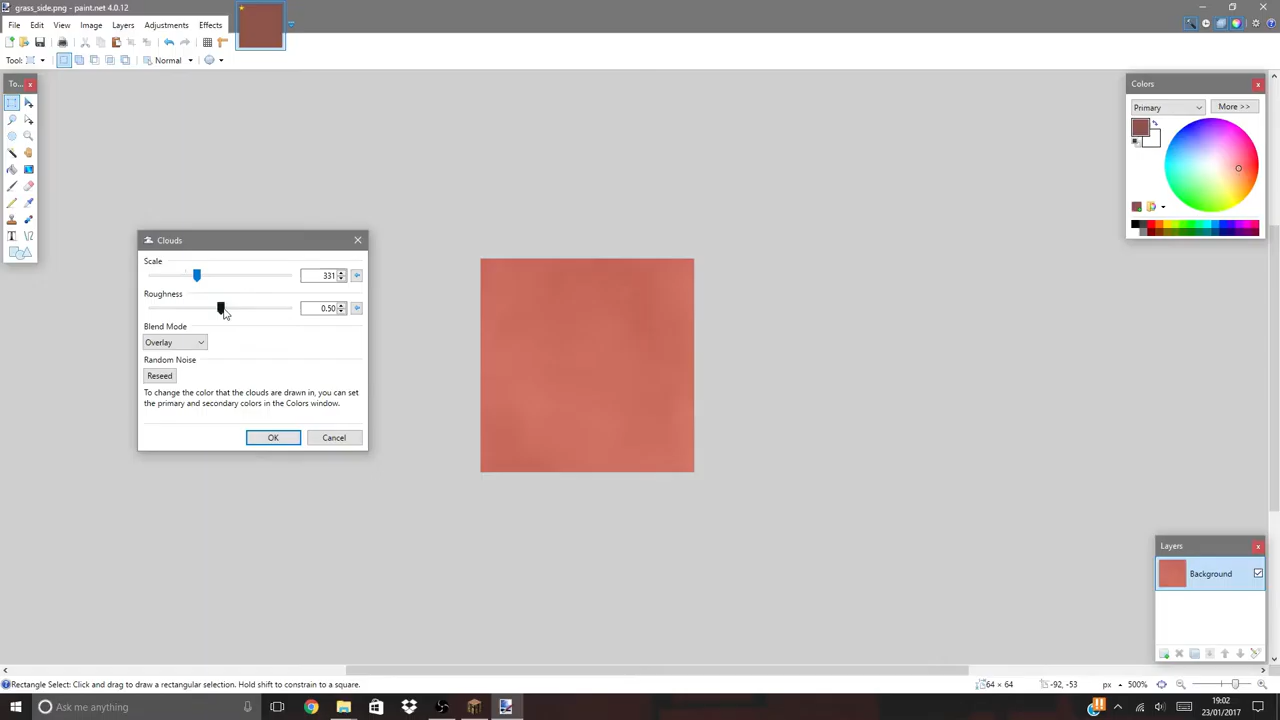 grass_side.png - paint.net 4.0.12
File Edit View Image Layers Adjustments Effects
Tool: Normal
To... Colors
Primary More >>
Clouds
Scale
331
Roughness
0.50
Blend Mode
Overlay
Random Noise
Reseed
To change the color that the clouds are drawn in, you can set
the primary and secondary colors in the Colors window.
OK Cancel
Layers
Background
Rectangle Select: Click and drag to draw a rectangular selection. Hold shift to constrain to a square. 64 × 64 -92, -53 px 500%
Ask me anything 19:02
23/01/2017